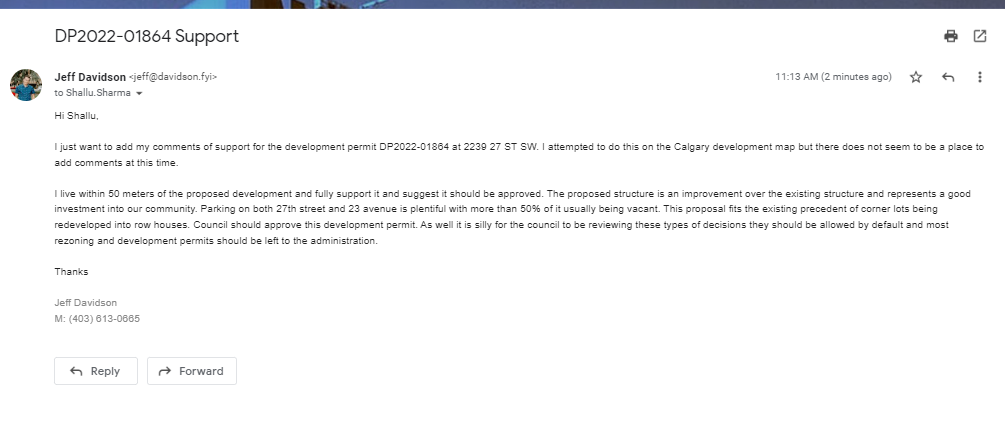 DP2022-01864 Support
Jeff Davidson <jeff@davidson.fyi>
11:13 AM (2 minutes ago)
to Shallu.Sharma
Hi Shallu,
I just want to add my comments of support for the development permit DP2022-01864 at 2239 27 ST SW. I attempted to do this on the Calgary development map but there does not seem to be a place to
add comments at this time.
I live within 50 meters of the proposed development and fully support it and suggest it should be approved. The proposed structure is an improvement over the existing structure and represents a good
investment into our community. Parking on both 27th street and 23 avenue is plentiful with more than 50% of it usually being vacant. This proposal fits the existing precedent of corner lots being
redeveloped into row houses. Council should approve this development permit. As well it is silly for the council to be reviewing these types of decisions they should be allowed by default and most
rezoning and development permits should be left to the administration.
Thanks
Jeff Davidson
M: (403) 613-0665
Reply
Forward